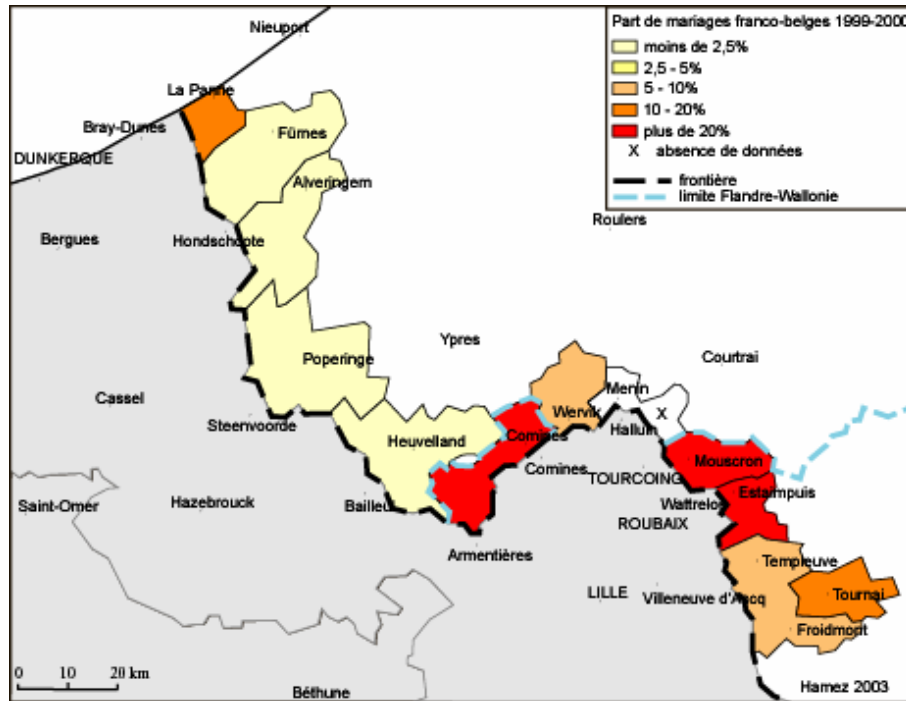 Part de mariages franco-belges 1999-2000
moins de 2,5%
2,5 - 5%
5 - 10%
10 - 20%
plus de 20%
X absence de données
frontière
limite Flandre-Wallonie
Nieuport
La Panne
Bray-Dunes
Fûrnes
DUNKERQUE
Alveringem
Roulers
Bergues
Hondschoote
Ypres
Courtrai
Poperinge
Menin
Cassel
Wervik
X
Steenvoorde
Halluin
Heuvelland
Comines
Mouscron
Comines
TOURCOING
Estampuis
Saint-Omer
Hazebrouck
Bailleul
Wattrelos
ROUBAIX
Armentières
Templeuve
LILLE
Villeneuve d'Ascq
Tournai
Froidmont
0 10 20 km
Béthune
Hamez 2003